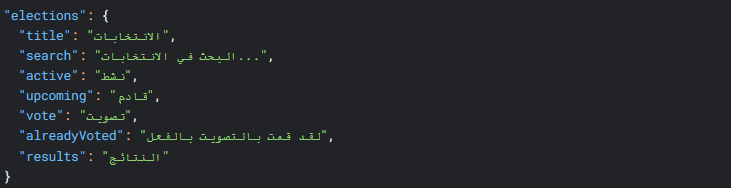 "elections": {
"title": "الانتخابات",
"search": "البحث في الانتخابات...",
"active": "نشط",
"upcoming": "قادم",
"vote": "تصويت",
"alreadyVoted": "لقد قمت بالتصويت بالفعل",
"results": "النتائج"
}